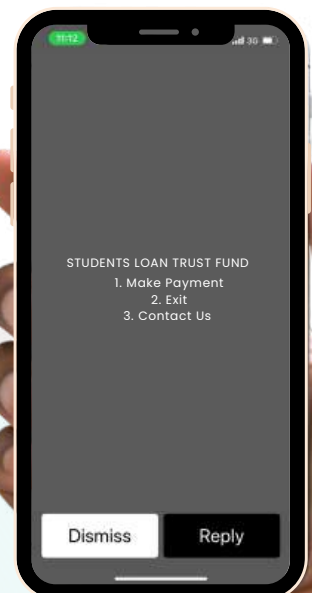 11:12
3G
STUDENTS LOAN TRUST FUND
1. Make Payment
2. Exit
3. Contact Us
Dismiss
Reply